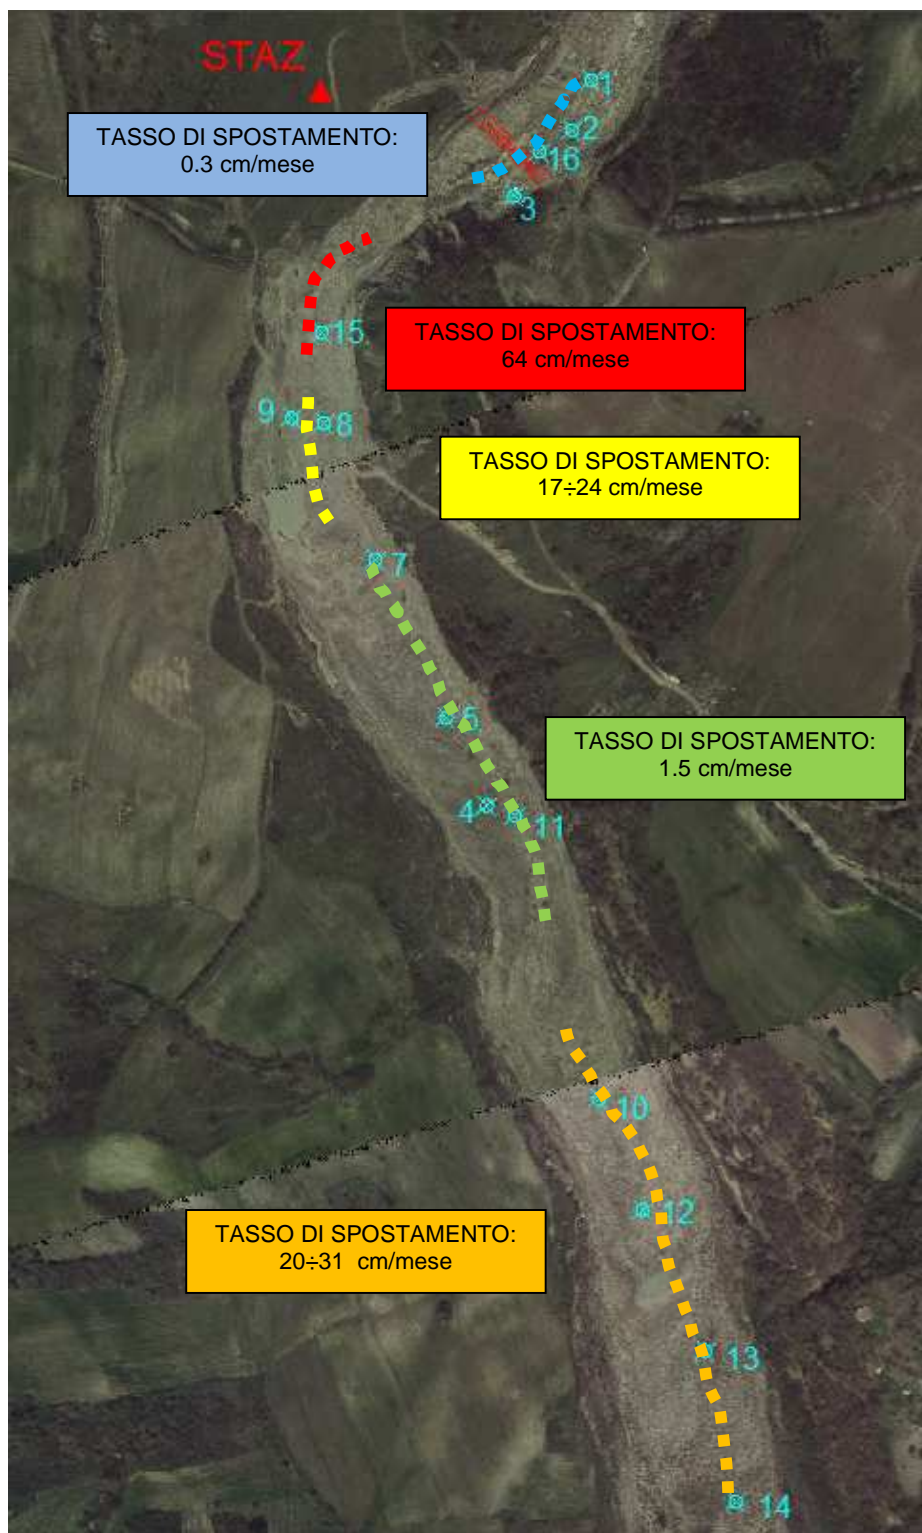 STAZ
1
TASSO DI SPOSTAMENTO:
0.3 cm/mese
2
16
3
TASSO DI SPOSTAMENTO:
64 cm/mese
15
9
8
TASSO DI SPOSTAMENTO:
17÷24 cm/mese
7
5
TASSO DI SPOSTAMENTO:
1.5 cm/mese
4
11
10
12
TASSO DI SPOSTAMENTO:
20÷31 cm/mese
13
14